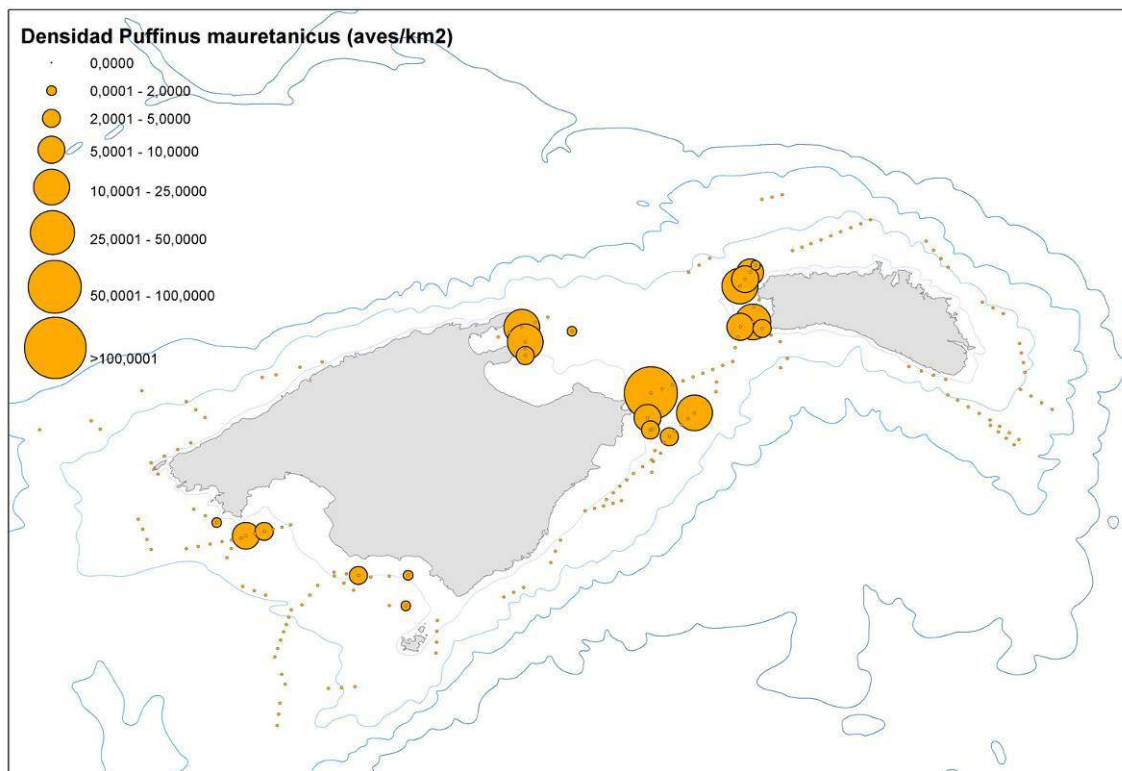 Densidad Puffinus mauretanicus (aves/km2)
0,0000
0,0001 - 2,0000
2,0001 - 5,0000
5,0001 - 10,0000
10,0001 - 25,0000
25,0001 - 50,0000
50,0001 - 100,0000
>100,0001